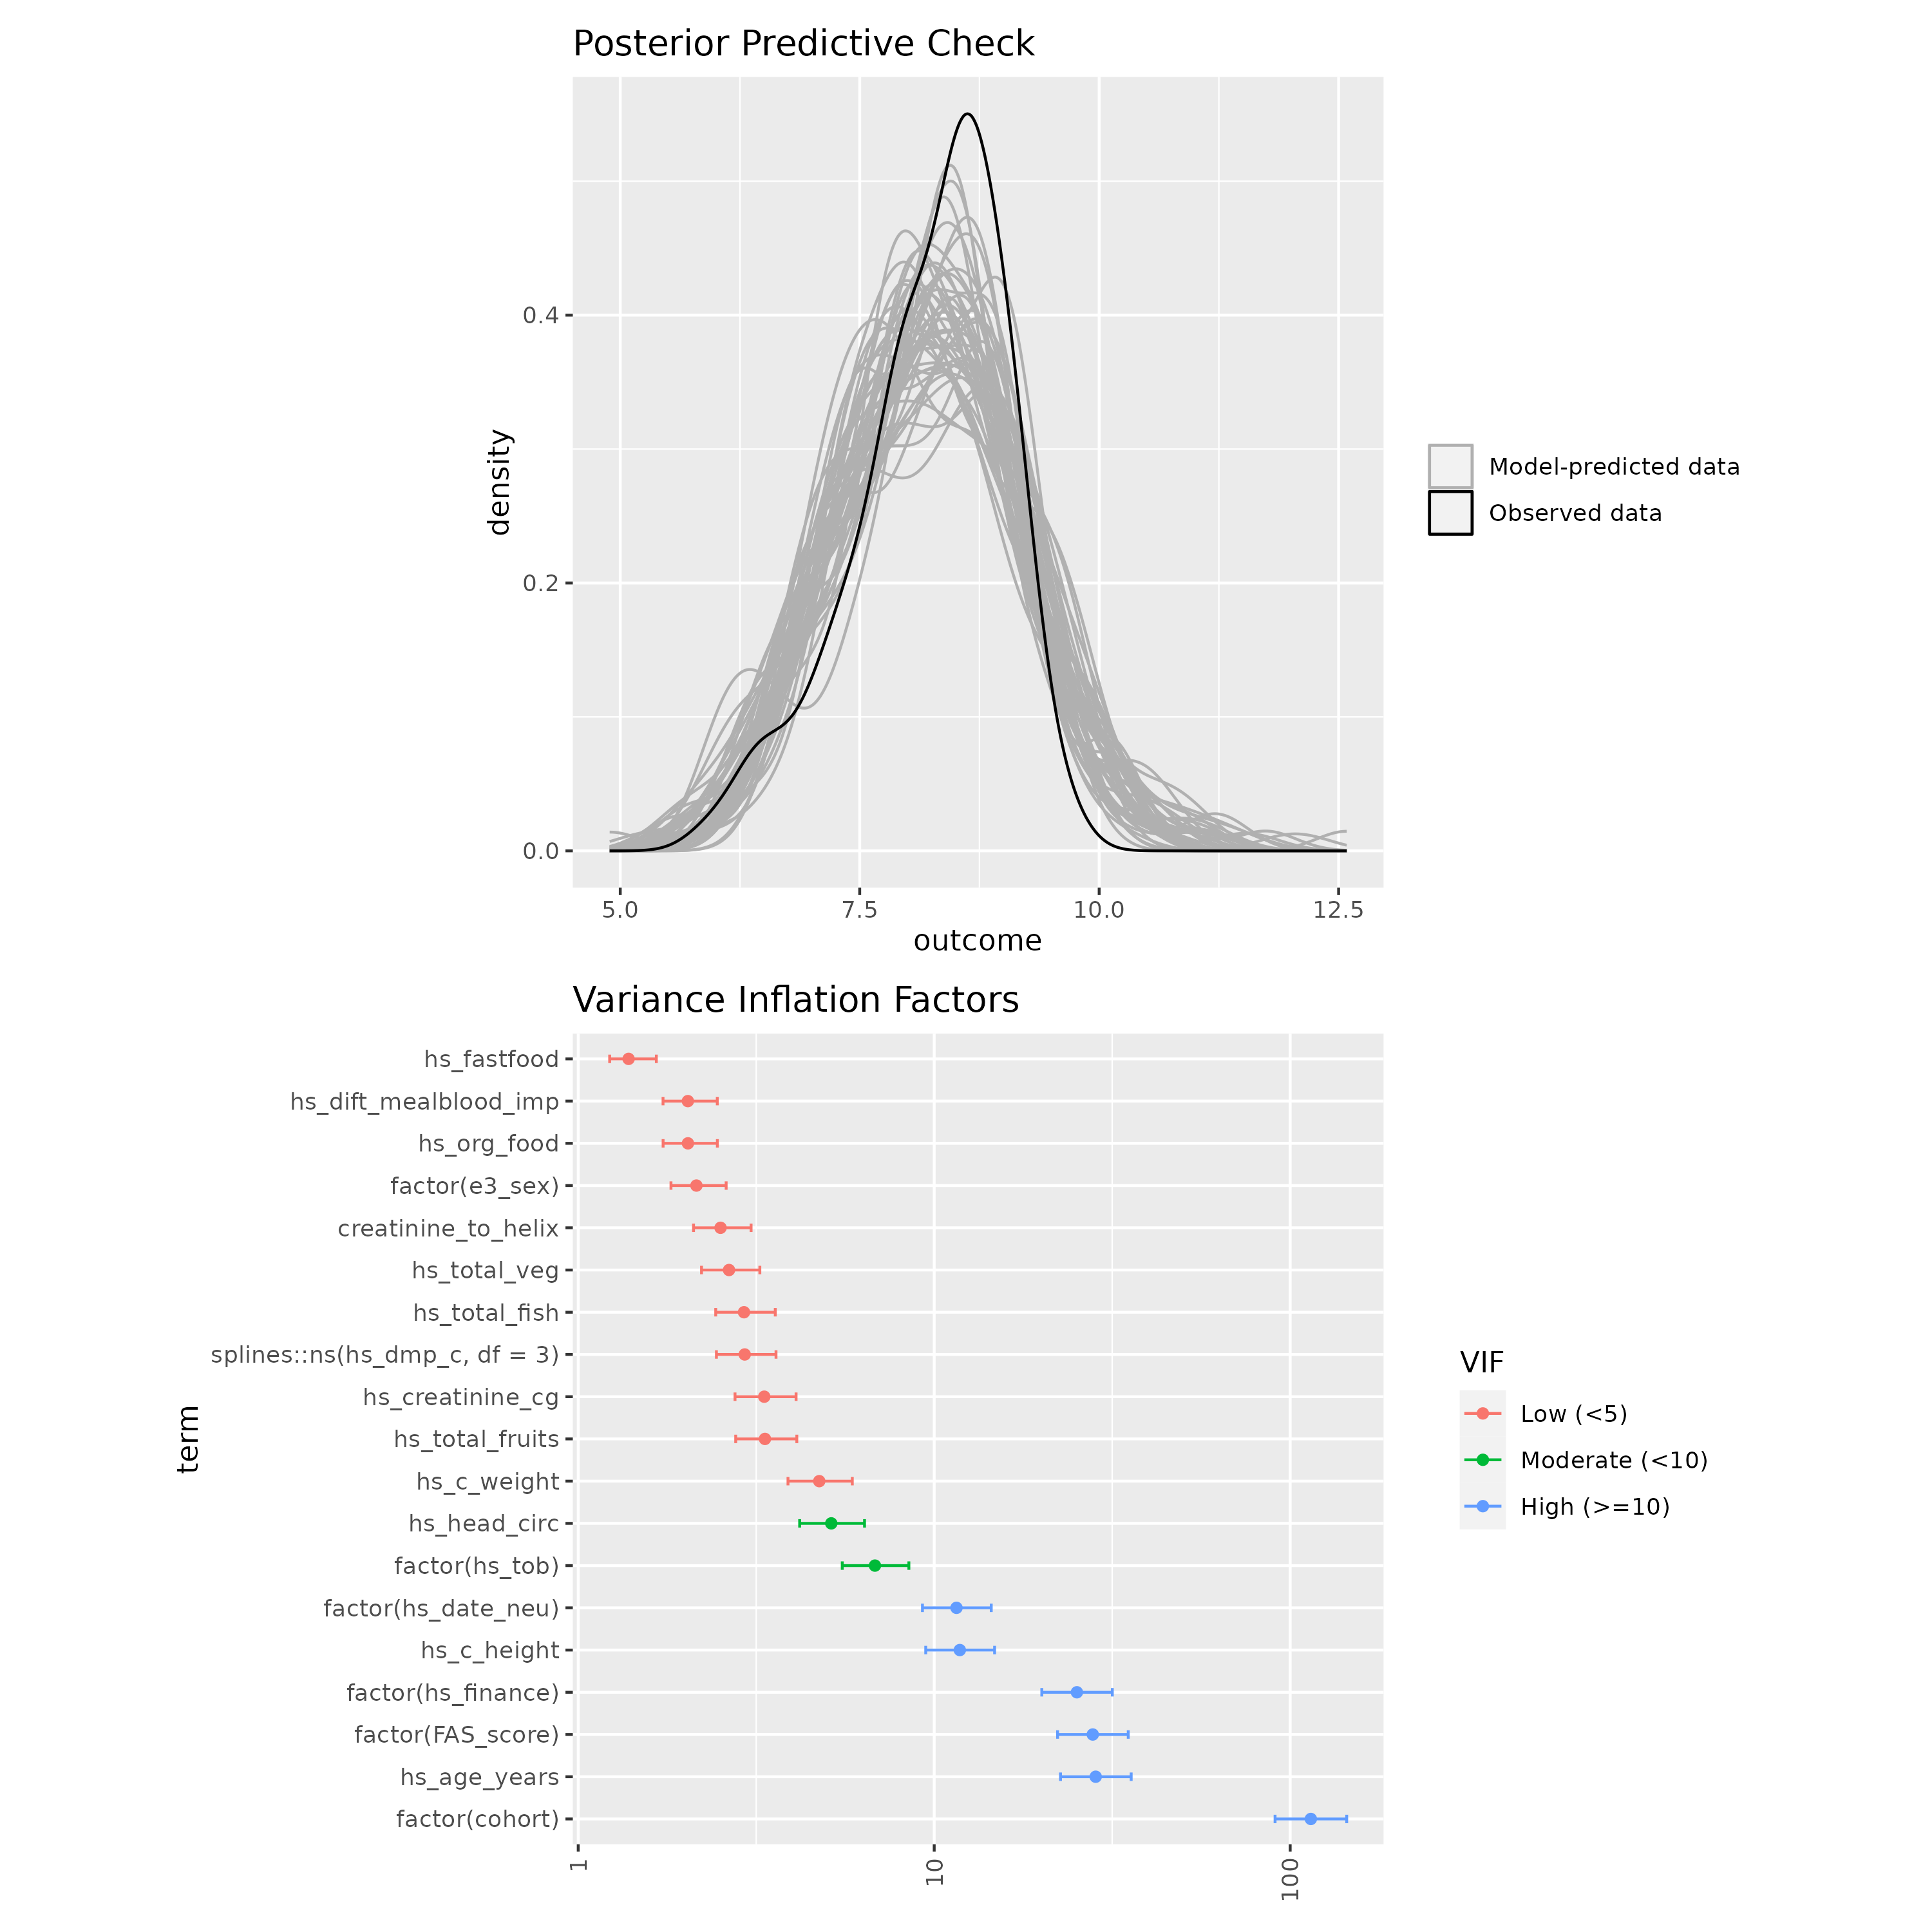 Posterior Predictive Check
density
0.4
0.2
0.0
5.0 7.5 10.0 12.5
outcome
Model-predicted data
Observed data
Variance Inflation Factors
term
hs_fastfood
hs_dift_mealblood_imp
hs_org_food
factor(e3_sex)
creatinine_to_helix
hs_total_veg
hs_total_fish
splines::ns(hs_dmp_c, df = 3)
hs_creatinine_cg
hs_total_fruits
hs_c_weight
hs_head_circ
factor(hs_tob)
factor(hs_date_neu)
hs_c_height
factor(hs_finance)
factor(FAS_score)
hs_age_years
factor(cohort)
1 10 100
VIF
Low (<5)
Moderate (<10)
High (>=10)